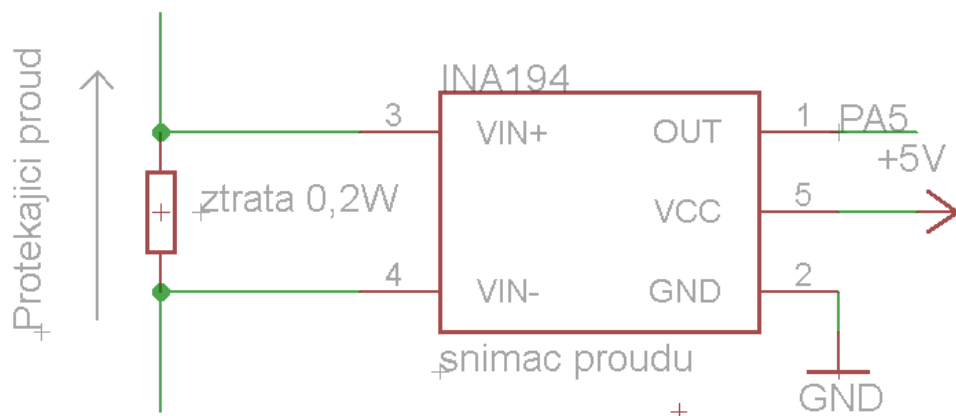 Protekajici proud
INA194
3
VIN+
OUT
1
PA5
+5V
ztrata 0,2W
VCC
5
4
VIN-
GND
2
snimac proudu
GND